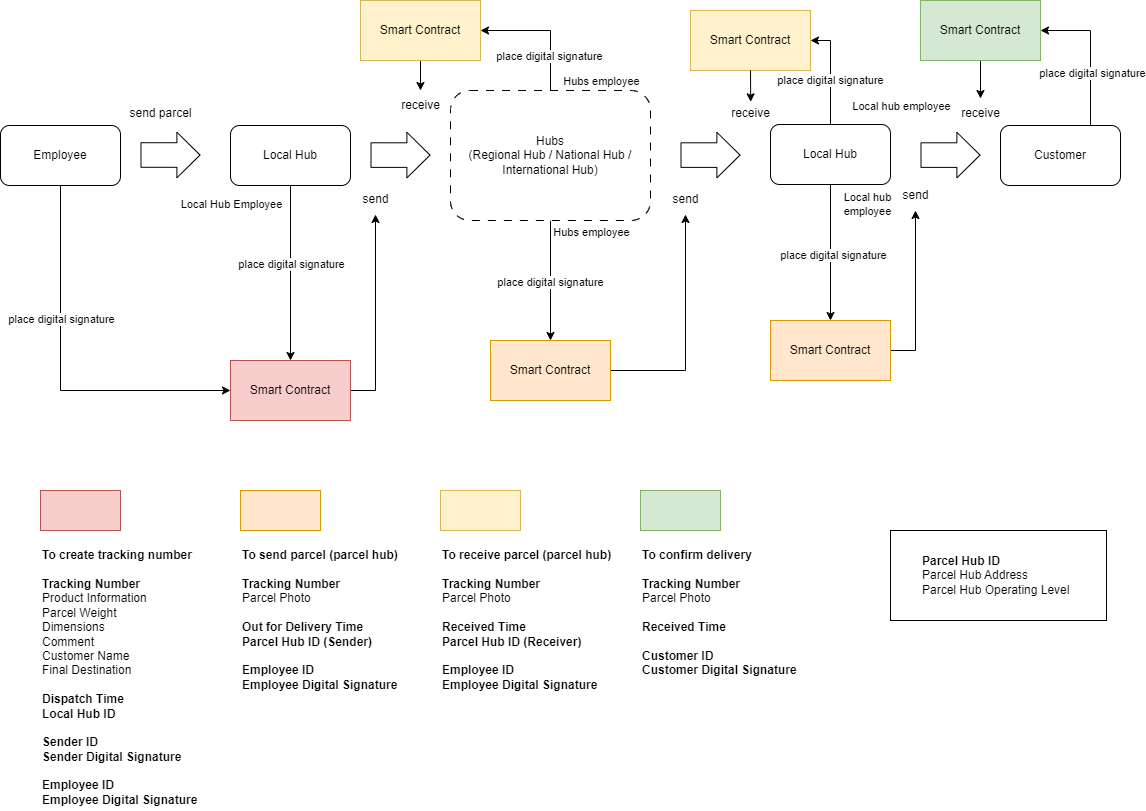 Smart Contract
Smart Contract
Smart Contract
place digital signature
place digital signature
place digital signature
Hubs employee
receive
receive
Local hub employee
receive
send parcel
Employee
Local Hub
Hubs
(Regional Hub / National Hub /
International Hub)
Local Hub
Customer
Local Hub Employee
send
Hubs employee
send
Local hub
employee
send
place digital signature
place digital signature
place digital signature
place digital signature
Smart Contract
Smart Contract
Smart Contract
To create tracking number
Tracking Number
Product Information
Parcel Weight
Dimensions
Comment
Customer Name
Final Destination
Dispatch Time
Local Hub ID
Sender ID
Sender Digital Signature
Employee ID
Employee Digital Signature
To send parcel (parcel hub)
Tracking Number
Parcel Photo
Out for Delivery Time
Parcel Hub ID (Sender)
Employee ID
Employee Digital Signature
To receive parcel (parcel hub)
Tracking Number
Parcel Photo
Received Time
Parcel Hub ID (Receiver)
Employee ID
Employee Digital Signature
To confirm delivery
Tracking Number
Parcel Photo
Received Time
Customer ID
Customer Digital Signature
Parcel Hub ID
Parcel Hub Address
Parcel Hub Operating Level